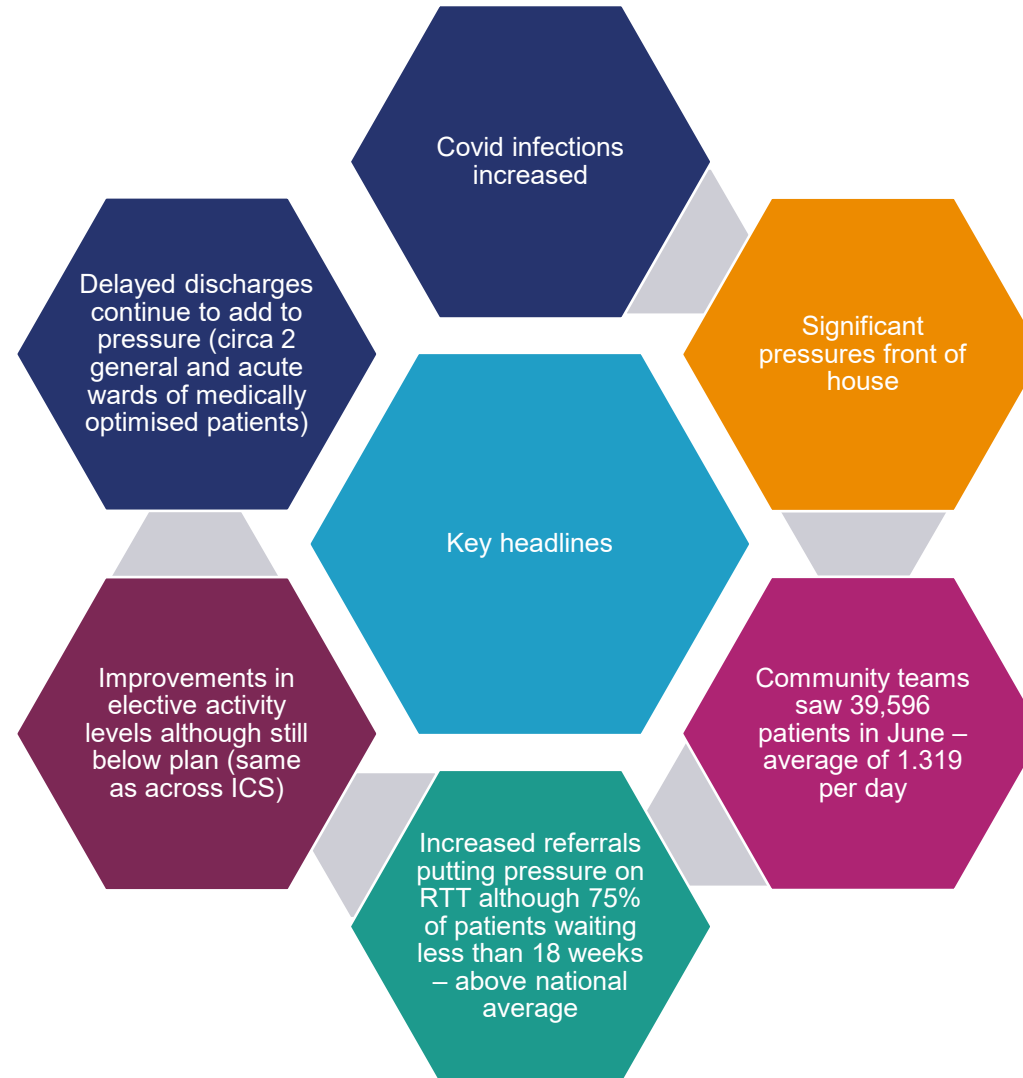 Covid infections
increased
Significant
pressures front of
house
Community teams
saw 39,596
patients in June –
average of 1.319
per day
Increased referrals
putting pressure on
RTT although 75%
of patients waiting
less than 18 weeks
– above national
average
Improvements in
elective activity
levels although still
below plan (same
as across ICS)
Delayed discharges
continue to add to
pressure (circa 2
general and acute
wards of medically
optimised patients)
Key headlines